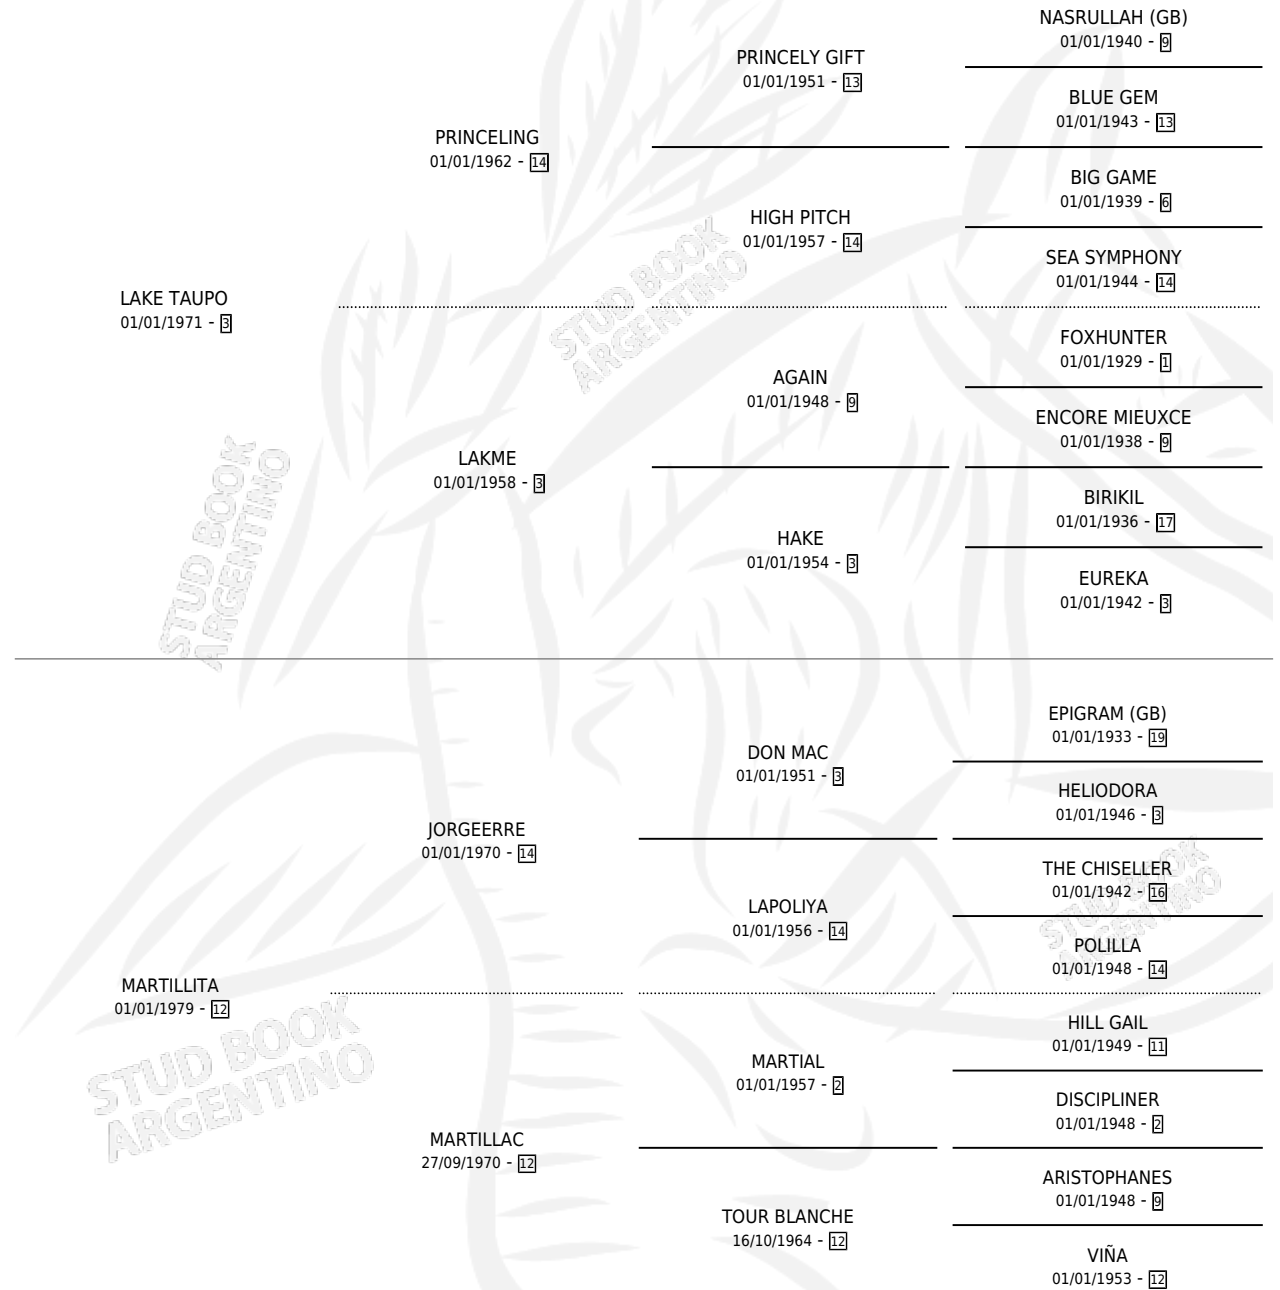 NASRULLAH (GB)
01/01/1940 - 9
PRINCELY GIFT
01/01/1951 - 13
BLUE GEM
01/01/1943 - 13
PRINCELING
01/01/1962 - 14
BIG GAME
01/01/1939 - 6
HIGH PITCH
01/01/1957 - 14
SEA SYMPHONY
01/01/1944 - 14
LAKE TAUPO
01/01/1971 - 3
FOXHUNTER
01/01/1929 - 1
AGAIN
01/01/1948 - 9
ENCORE MIEUXCE
01/01/1938 - 9
LAKME
01/01/1958 - 3
BIRIKIL
01/01/1936 - 17
HAKE
01/01/1954 - 3
EUREKA
01/01/1942 - 3
EPIGRAM (GB)
01/01/1933 - 19
DON MAC
01/01/1951 - 3
HELIODORA
01/01/1946 - 3
JORGEERRE
01/01/1970 - 14
THE CHISELLER
01/01/1942 - 16
LAPOLIYA
01/01/1956 - 14
POLILLA
01/01/1948 - 14
MARTILLITA
01/01/1979 - 12
HILL GAIL
01/01/1949 - 11
MARTIAL
01/01/1957 - 2
DISCIPLINER
01/01/1948 - 2
MARTILLAC
27/09/1970 - 12
ARISTOPHANES
01/01/1948 - 9
TOUR BLANCHE
16/10/1964 - 12
VIÑA
01/01/1953 - 12
STUD BOOK
ARGENTINO
STUD BOOK
ARGENTINO
STUD BOOK
ARGENTINO
STUD BOOK
ARGENTINO